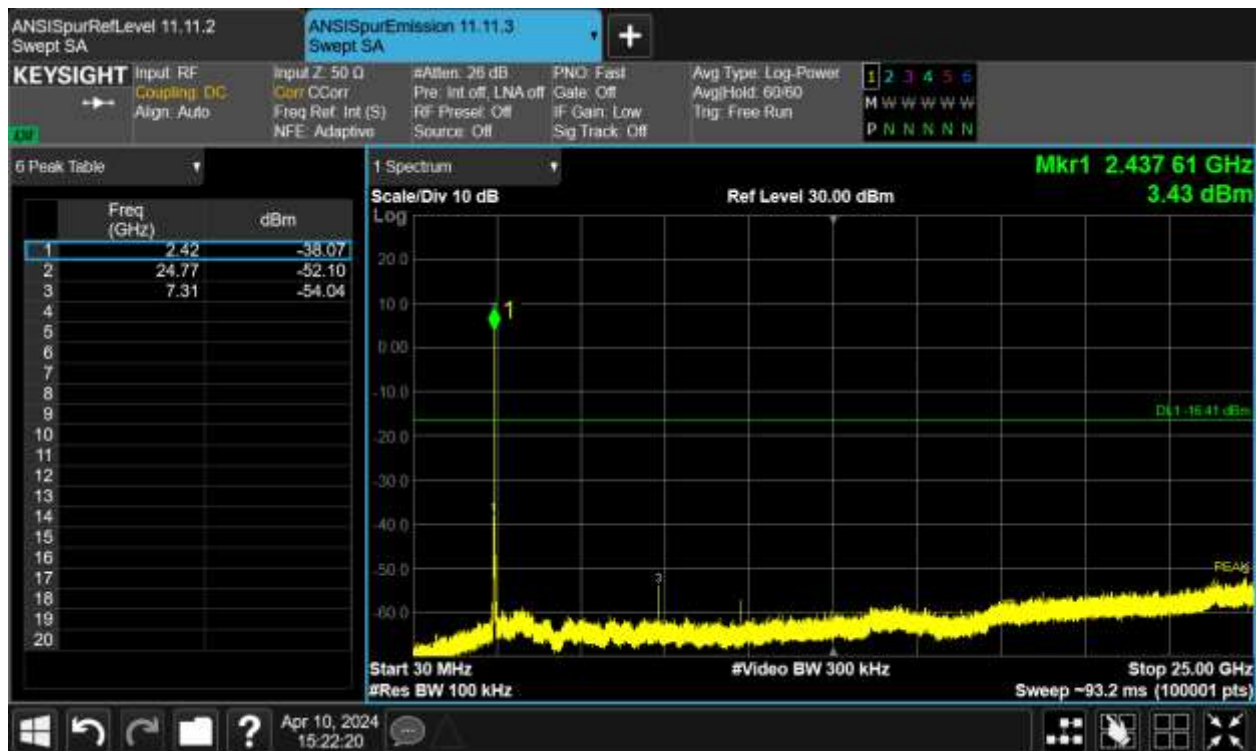 ANSISpurRefLevel 11.11.2
Swept SA
ANSISpurEmission 11.11.3
Swept SA
KEYSIGHT
Input: RF
Coupling: DC
Align: Auto
Input Z: 50 Ω
Corr CCorr
Freq Ref: Int (S)
NFE: Adaptive
#Atten: 26 dB
Pre: Int off, LNA off
RF Presel: Off
Source: Off
PNO: Fast
Gate: Off
IF Gain: Low
Sig Track: Off
Avg Type: Log-Power
Avg|Hold: 60/60
Trig: Free Run
1 2 3 4 5 6
M W W W W W W
P N N N N N N
6 Peak Table
Freq (GHz) dBm
1 2.42 -38.07
2 24.77 -52.10
3 7.31 -54.04
4
5
6
7
8
9
10
11
12
13
14
15
16
17
18
19
20
1 Spectrum
Mkr1 2.437 61 GHz
3.43 dBm
Scale/Div 10 dB
Ref Level 30.00 dBm
Log
20.0
10.0
0.00
-10.0
-20.0
-30.0
-40.0
-50.0
-60.0
1
DL1 -16.41 dBm
3
PEAK
Start 30 MHz
#Video BW 300 kHz
Stop 25.00 GHz
#Res BW 100 kHz
Sweep ~93.2 ms (100001 pts)
?
Apr 10, 2024
15:22:20